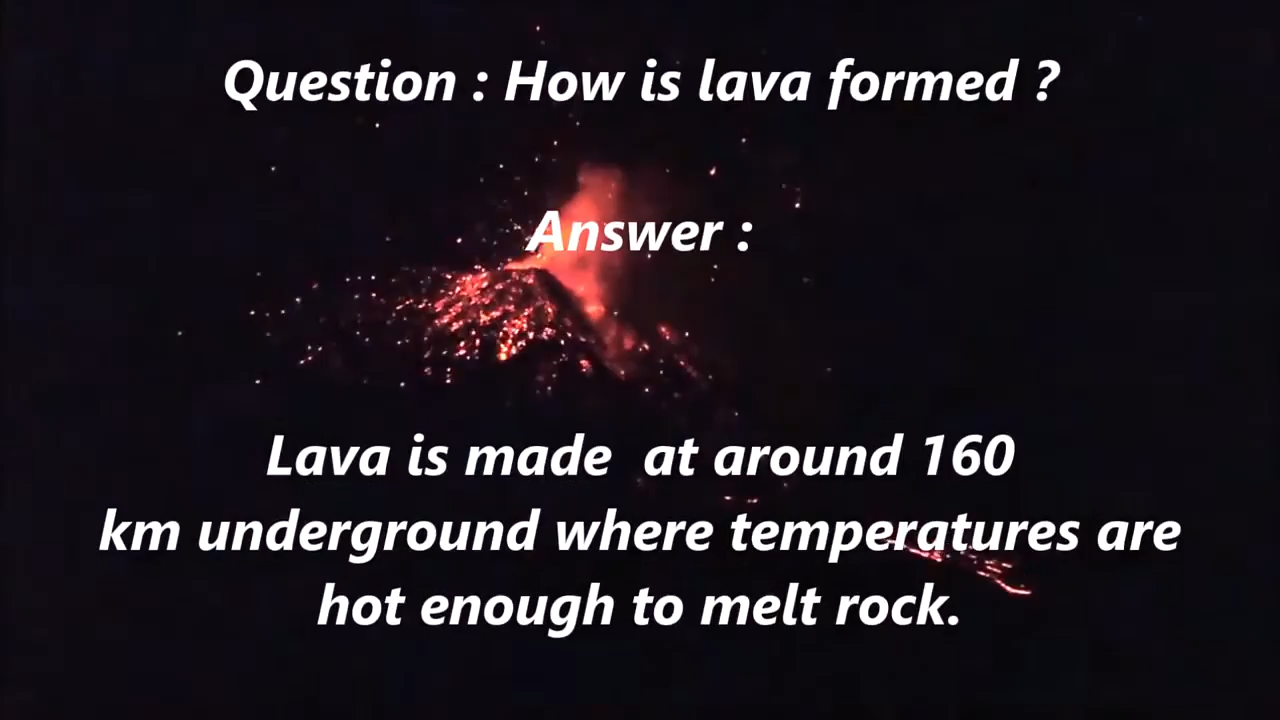 Question : How is lava formed ?
Answer :
Lava is made  at around 160
km underground where temperatures are
hot enough to melt rock.